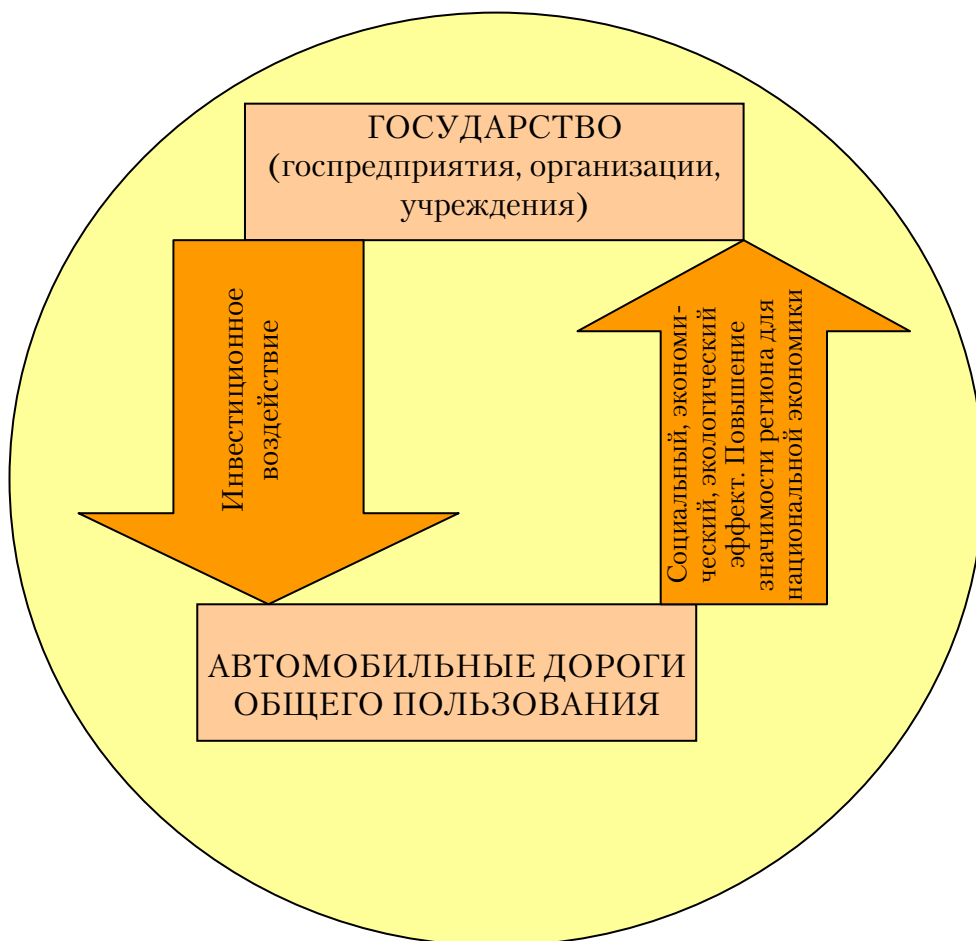 ГОСУДАРСТВО
(госпредприятия, организации,
учреждения)
Инвестиционное
воздействие
Социальный, экономи-
ческий, экологический
эффект. Повышение
значимости региона для
национальной экономики
АВТОМОБИЛЬНЫЕ ДОРОГИ
ОБЩЕГО ПОЛЬЗОВАНИЯ